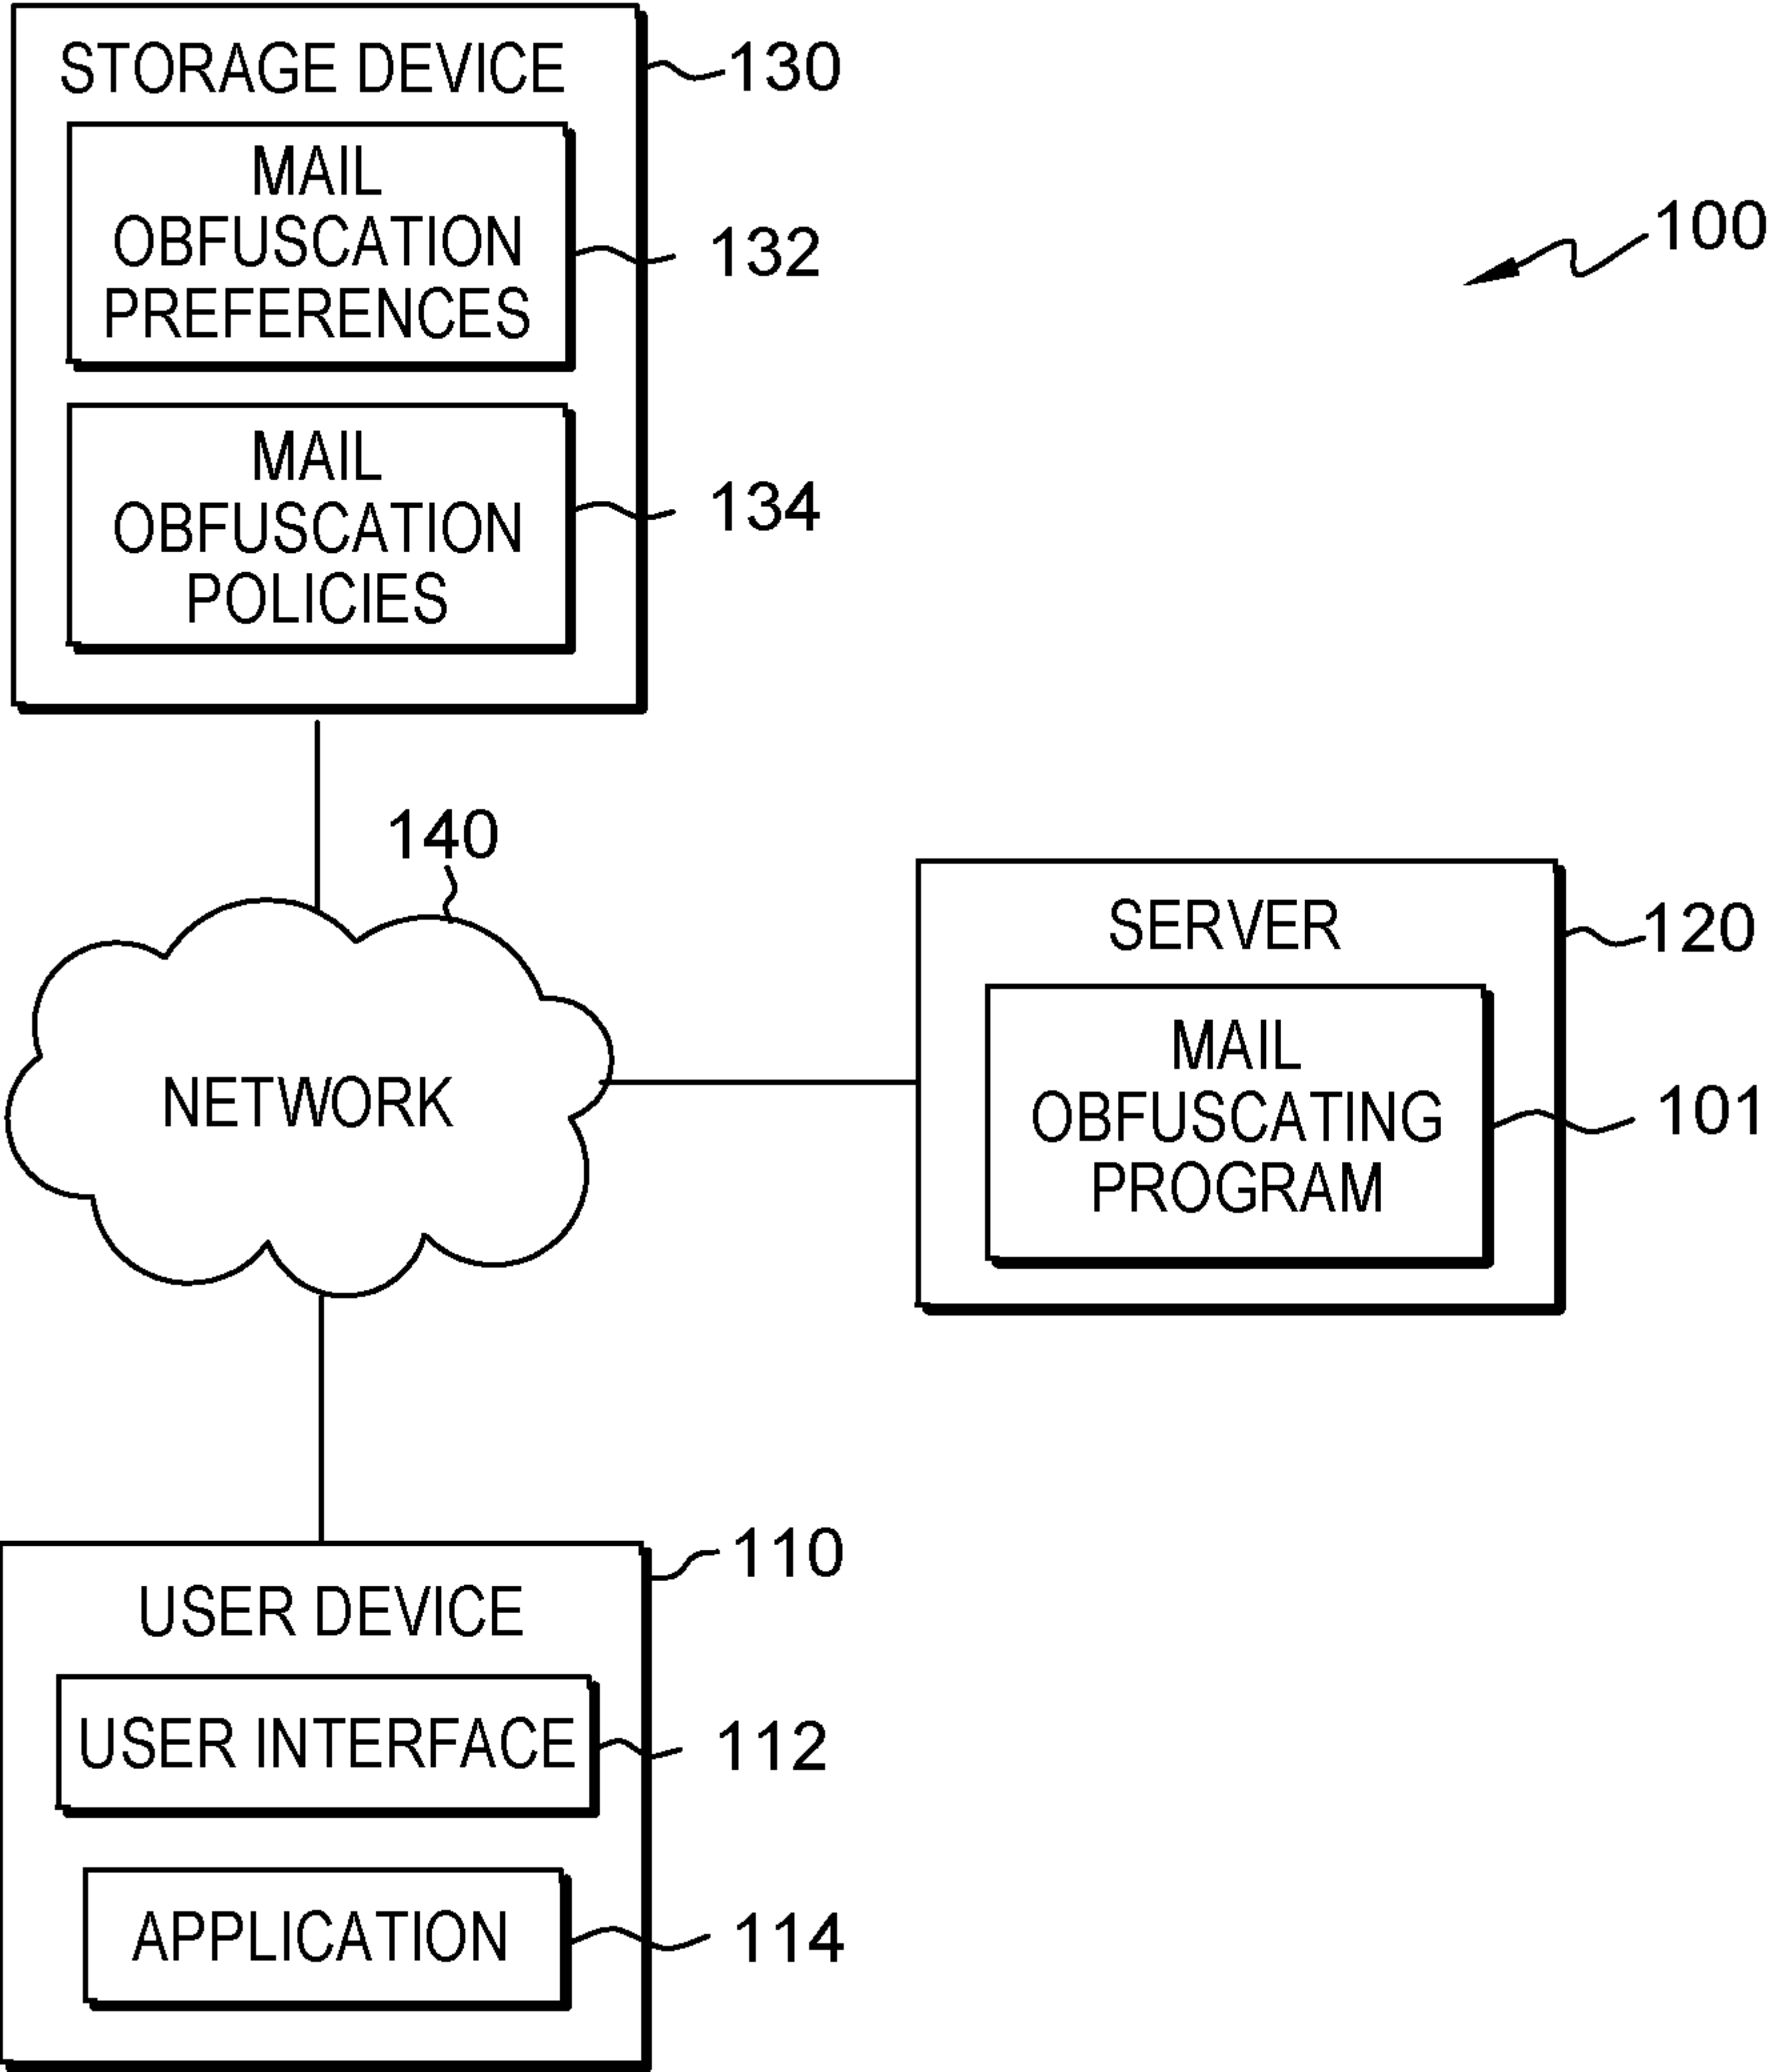 STORAGE DEVICE
130
MAIL
OBFUSCATION
PREFERENCES
132
100
MAIL
OBFUSCATION
POLICIES
134
140
NETWORK
SERVER
120
MAIL
OBFUSCATING
PROGRAM
101
USER DEVICE
110
USER INTERFACE
112
APPLICATION
114